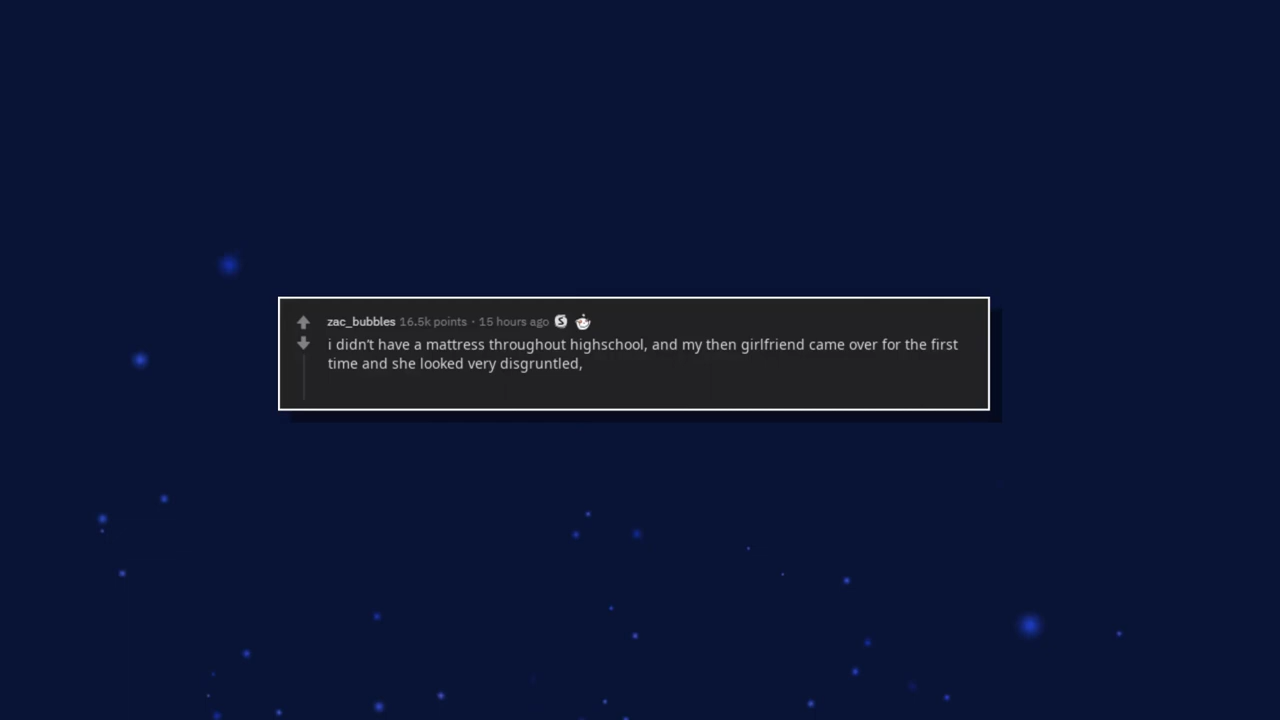 zac_bubbles 16.5k points · 15 hours ago
i didn't have a mattress throughout highschool, and my then girlfriend came over for the first
time and she looked very disgruntled,